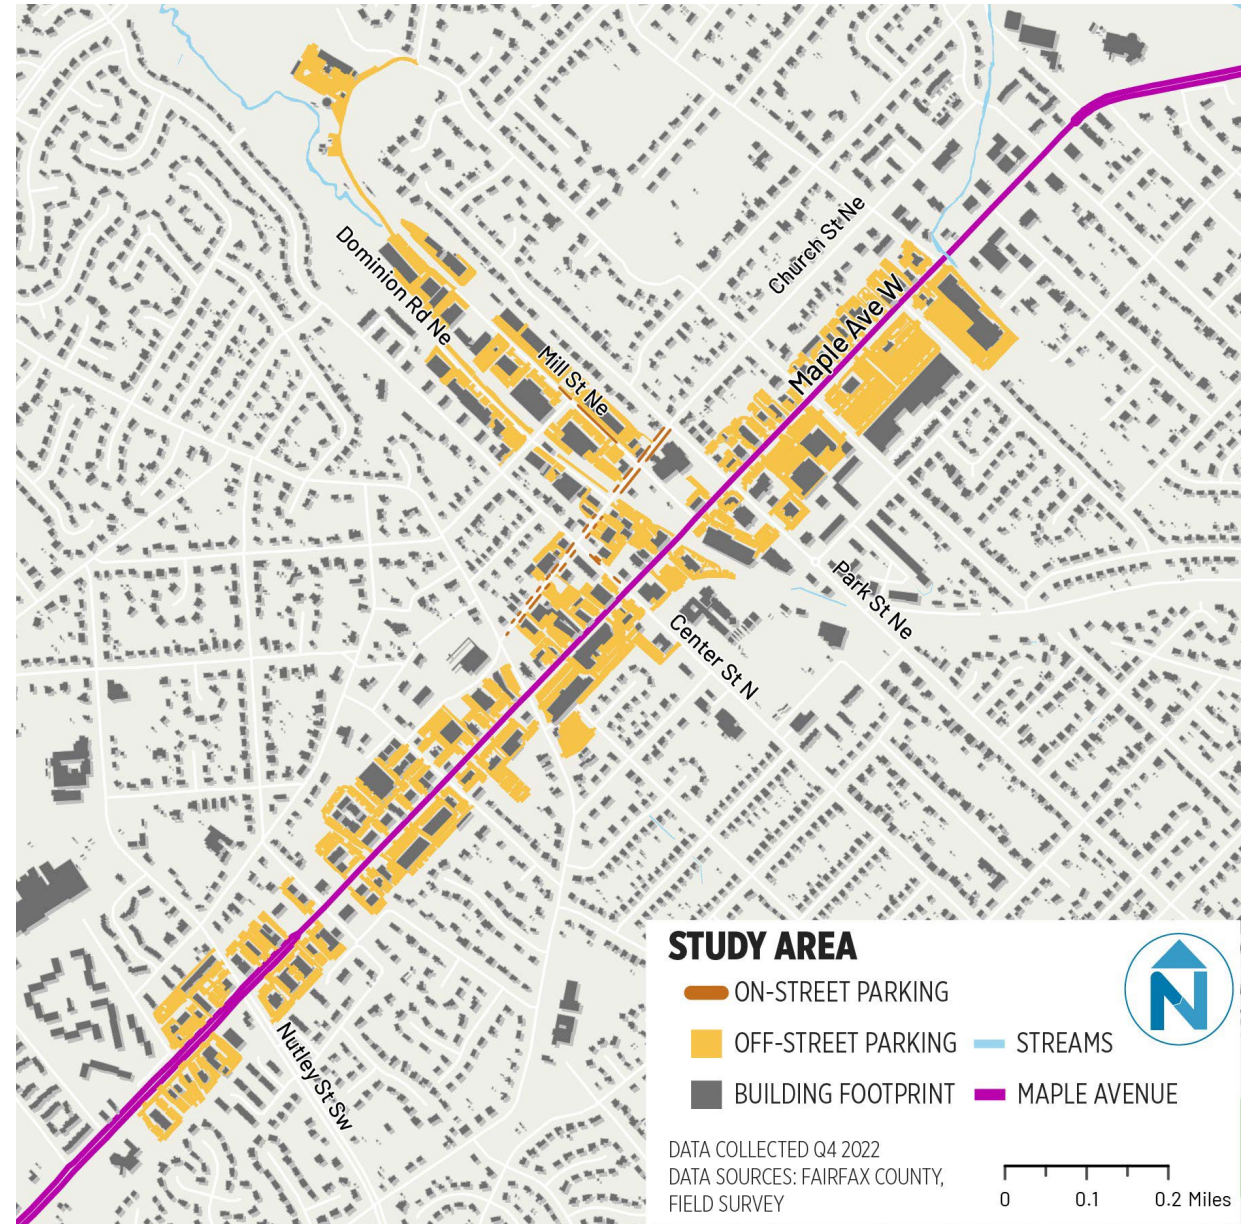 Church St Ne
Dominion Rd Ne
Maple Ave W
Mill St Ne
Park St Ne
Center St N
Nutley St Sw
STUDY AREA
ON-STREET PARKING
OFF-STREET PARKING
STREAMS
BUILDING FOOTPRINT
MAPLE AVENUE
N
DATA COLLECTED Q4 2022
DATA SOURCES: FAIRFAX COUNTY,
FIELD SURVEY
0 0.1 0.2 Miles